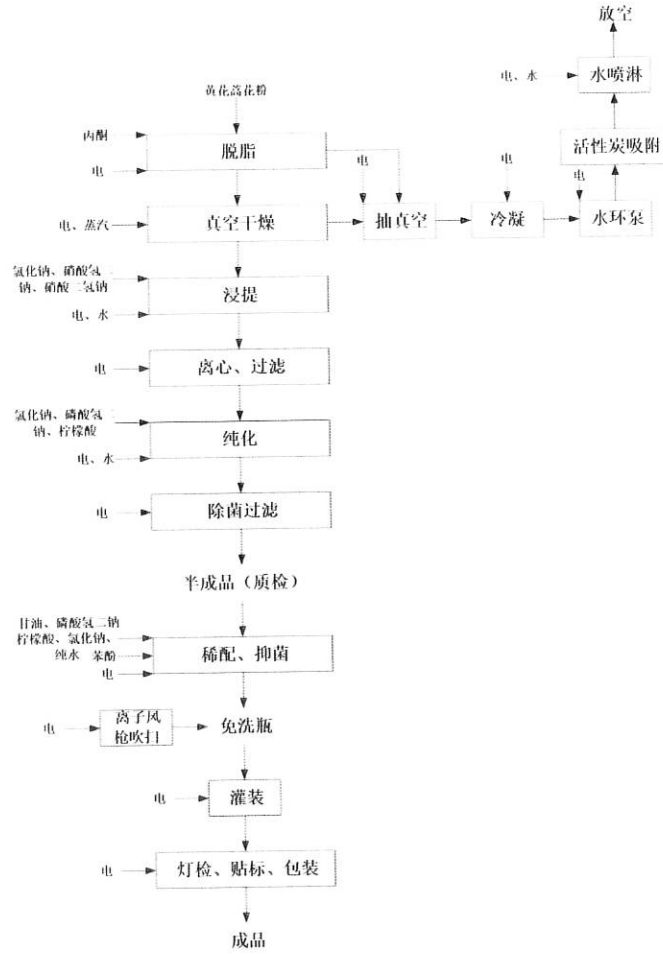 放空
电、水
水喷淋
黄花蒿花粉
丙酮
脱脂
活性炭吸附
电
电
电
电
电、蒸汽
真空干燥
抽真空
冷凝
水环泵
氯化钠、硝酸氢二
钠、硝酸二氢钠
浸提
电、水
电
离心、过滤
氯化钠、磷酸氢二
钠、柠檬酸
纯化
电、水
电
除菌过滤
半成品（质检）
甘油、磷酸氢二钠
柠檬酸、氯化钠、
纯水 苯酚
稀配、抑菌
电
电
离子风
枪吹扫
免洗瓶
电
灌装
电
灯检、贴标、包装
成品